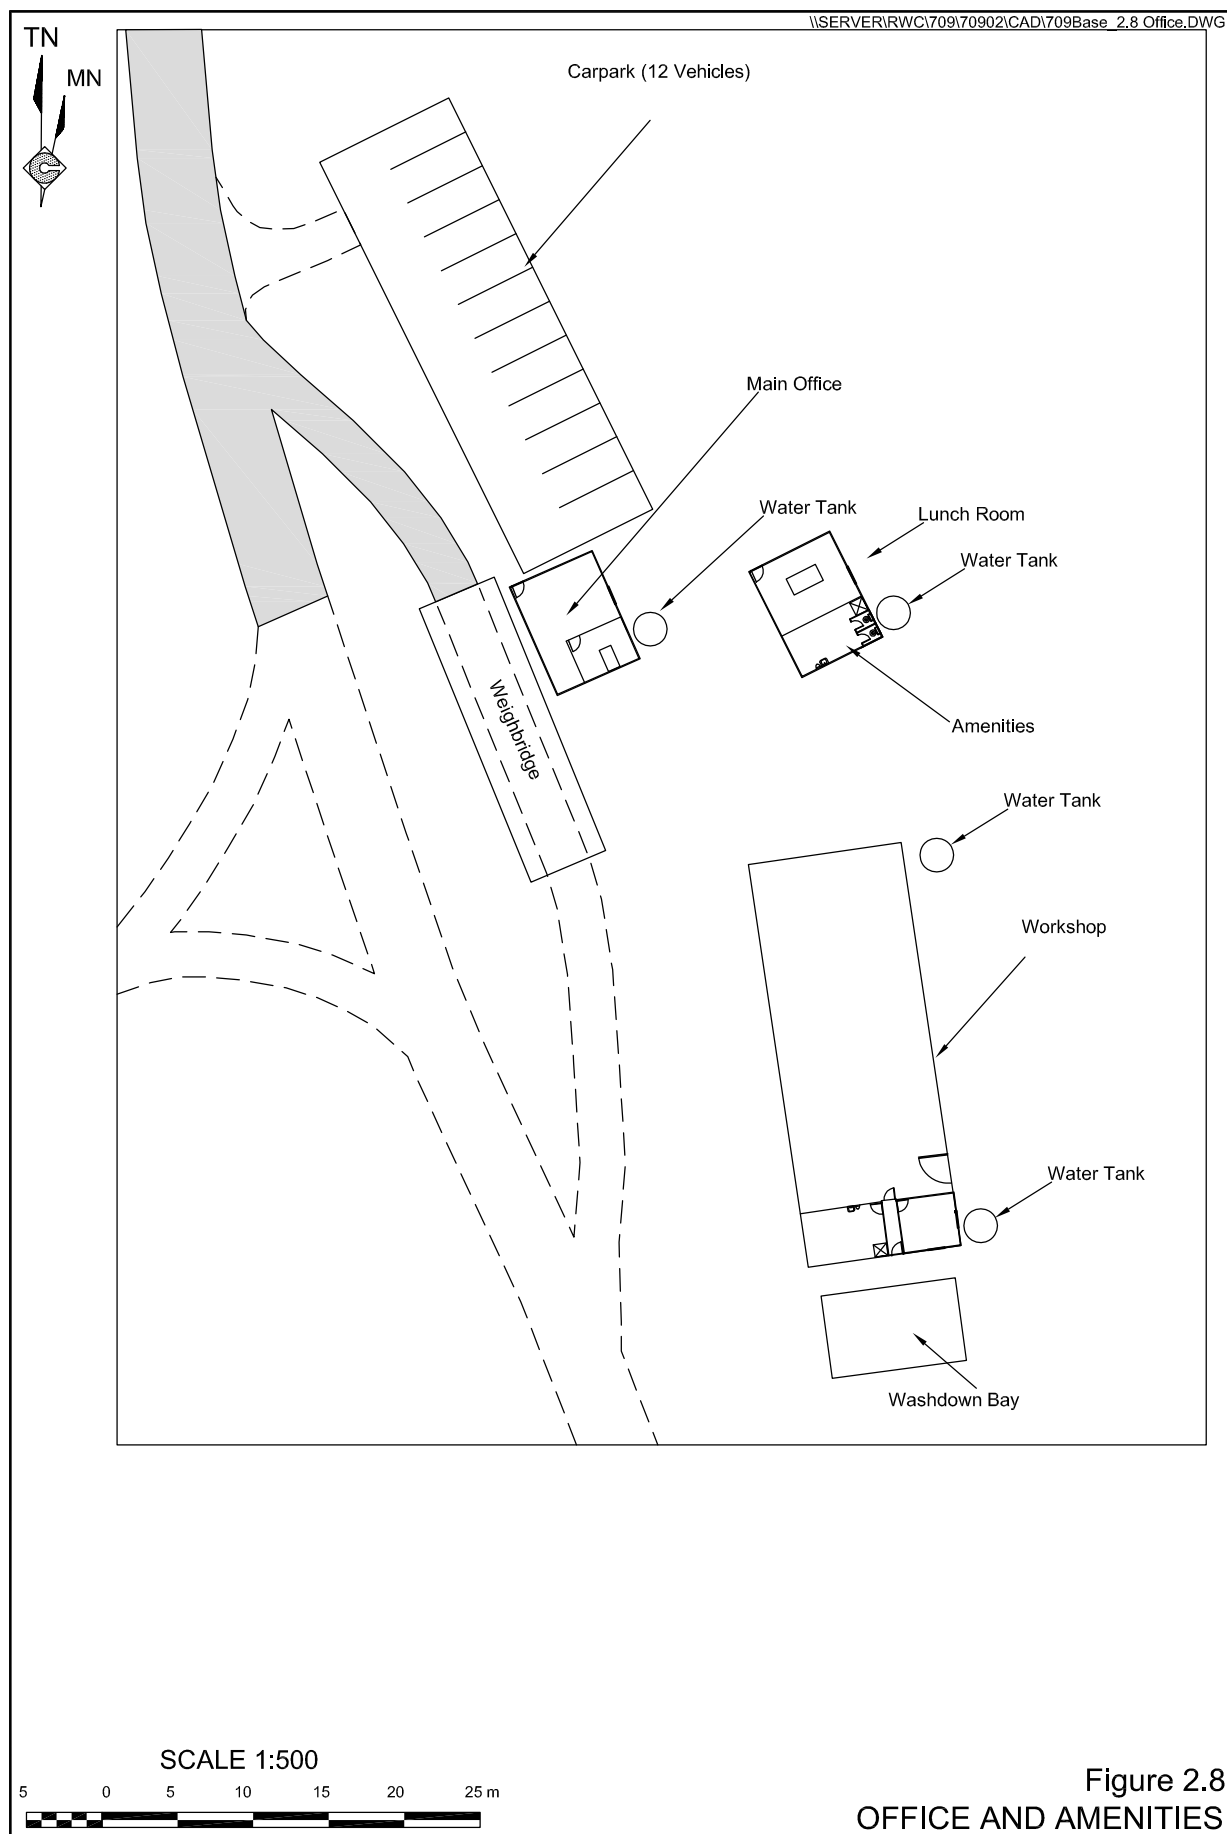 \\SERVER\RWC\709\70902\CAD\709Base_2.8 Office.DWG
TN
MN
Carpark (12 Vehicles)
Main Office
Water Tank
Lunch Room
Water Tank
Weighbridge
Amenities
Water Tank
Workshop
Water Tank
Washdown Bay
SCALE 1:500
5 0 5 10 15 20 25 m
Figure 2.8
OFFICE AND AMENITIES